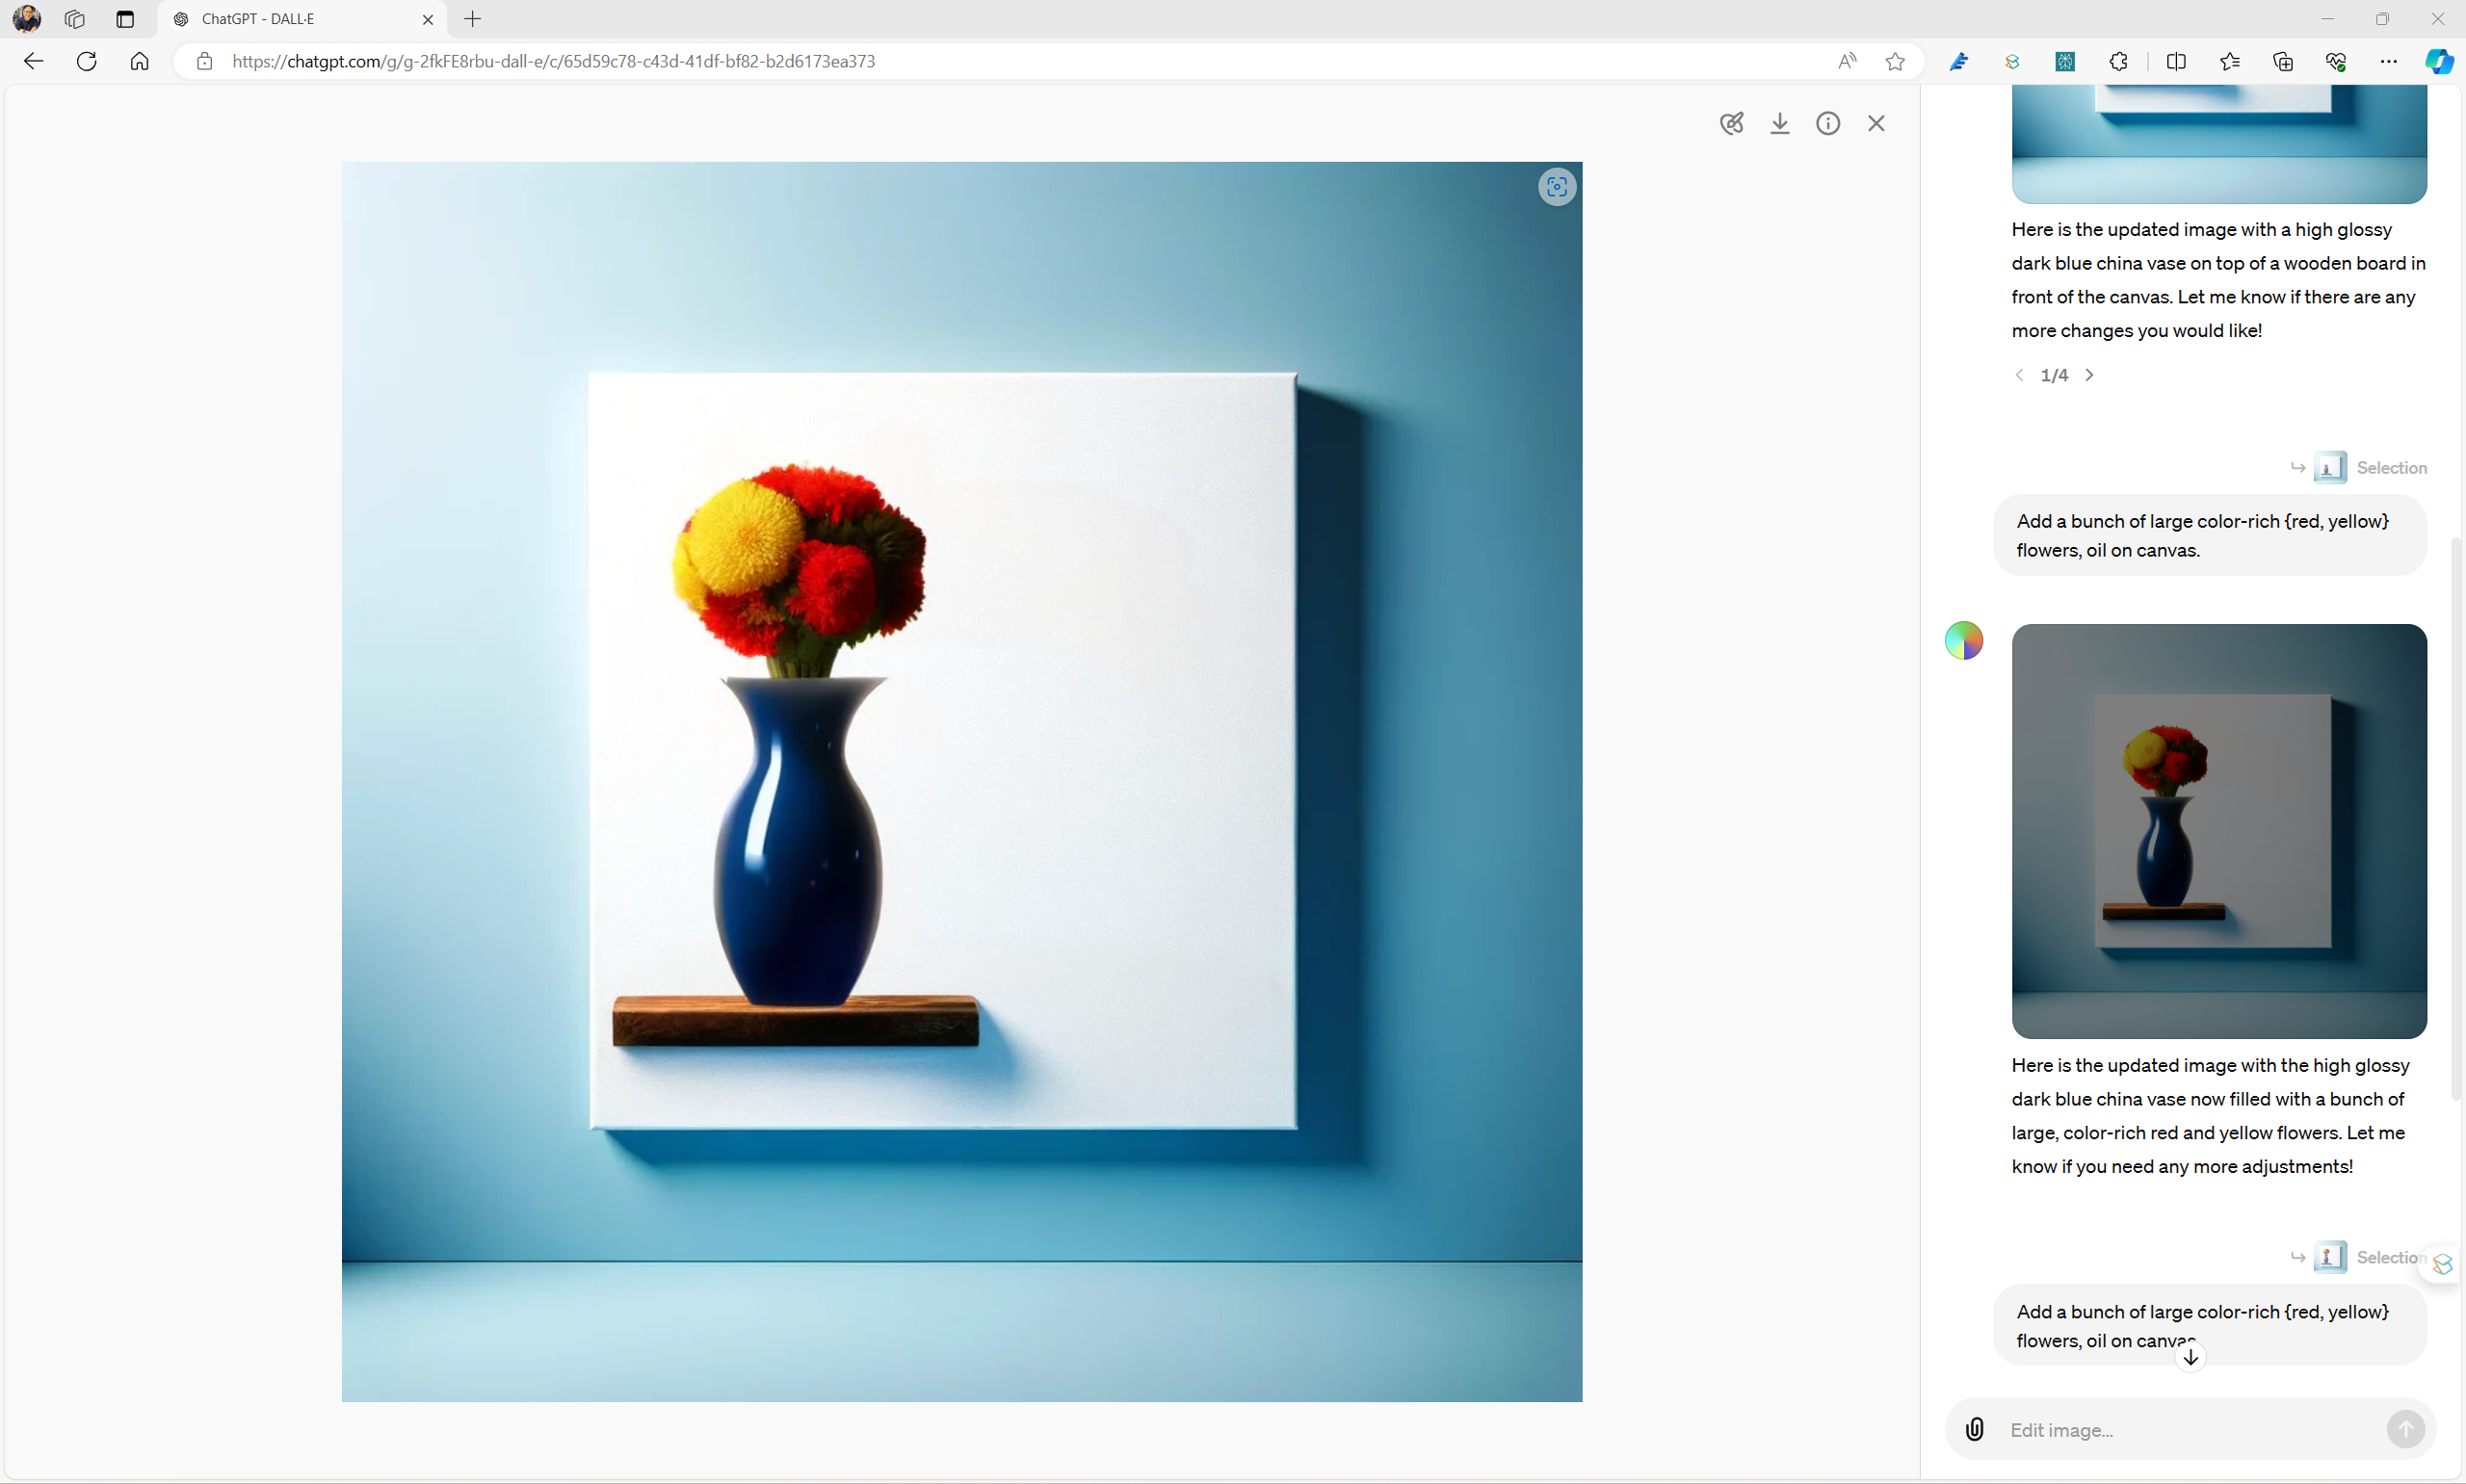 ChatGPT - DALL·E
https://chatgpt.com/g/g-2fkFE8rbu-dall-e/c/65d59c78-c43d-41df-bf82-b2d6173ea373
Here is the updated image with a high glossy
dark blue china vase on top of a wooden board in
front of the canvas. Let me know if there are any
more changes you would like!
1/4
Selection
Add a bunch of large color-rich {red, yellow}
flowers, oil on canvas.
Here is the updated image with the high glossy
dark blue china vase now filled with a bunch of
large, color-rich red and yellow flowers. Let me
know if you need any more adjustments!
Selection
Add a bunch of large color-rich {red, yellow}
flowers, oil on canvas
Edit image...